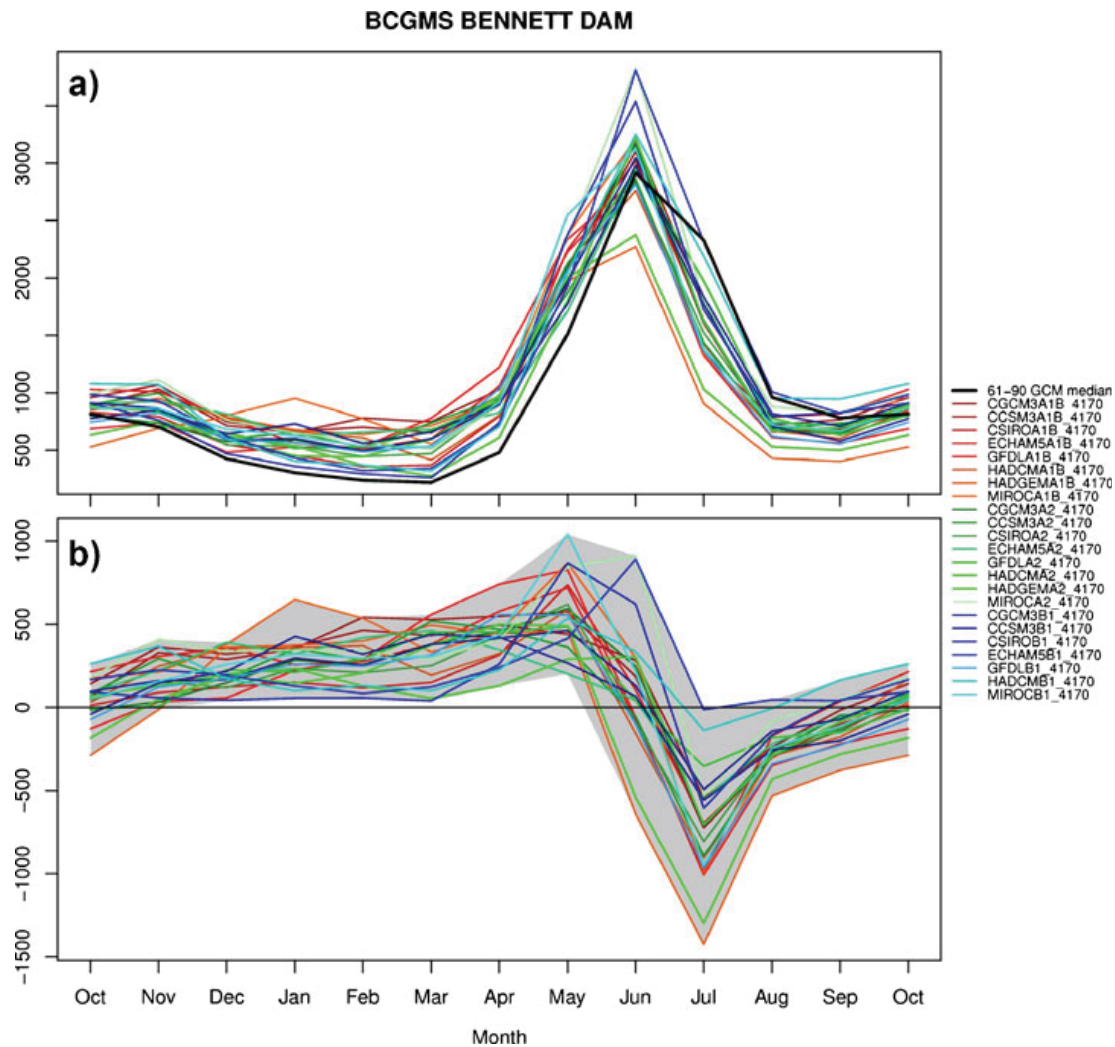 BCGMS BENNETT DAM
a)
3000
2000
1000
500
b)
1000
500
0
-5000
-1000
-1500
Oct Nov Dec Jan Feb Mar Apr May Jun Jul Aug Sep Oct
Month
61-90 GCM median
CGCM3A1B_4170
CCSM3A1B_4170
CSIROA1B_4170
ECHAM5A1B_4170
GFDLA1B_4170
HADCMA1B_4170
HADGEMA1B_4170
MIROCA1B_4170
CGCM3A2_4170
CCSM3A2_4170
CSIROA2_4170
ECHAM5A2_4170
GFDLA2_4170
HADCMA2_4170
HADGEMA2_4170
MIROCA2_4170
CGCM3B1_4170
CCSM3B1_4170
CSIROB1_4170
ECHAM5B1_4170
GFDLB1_4170
HADCMB1_4170
MIROCB1_4170